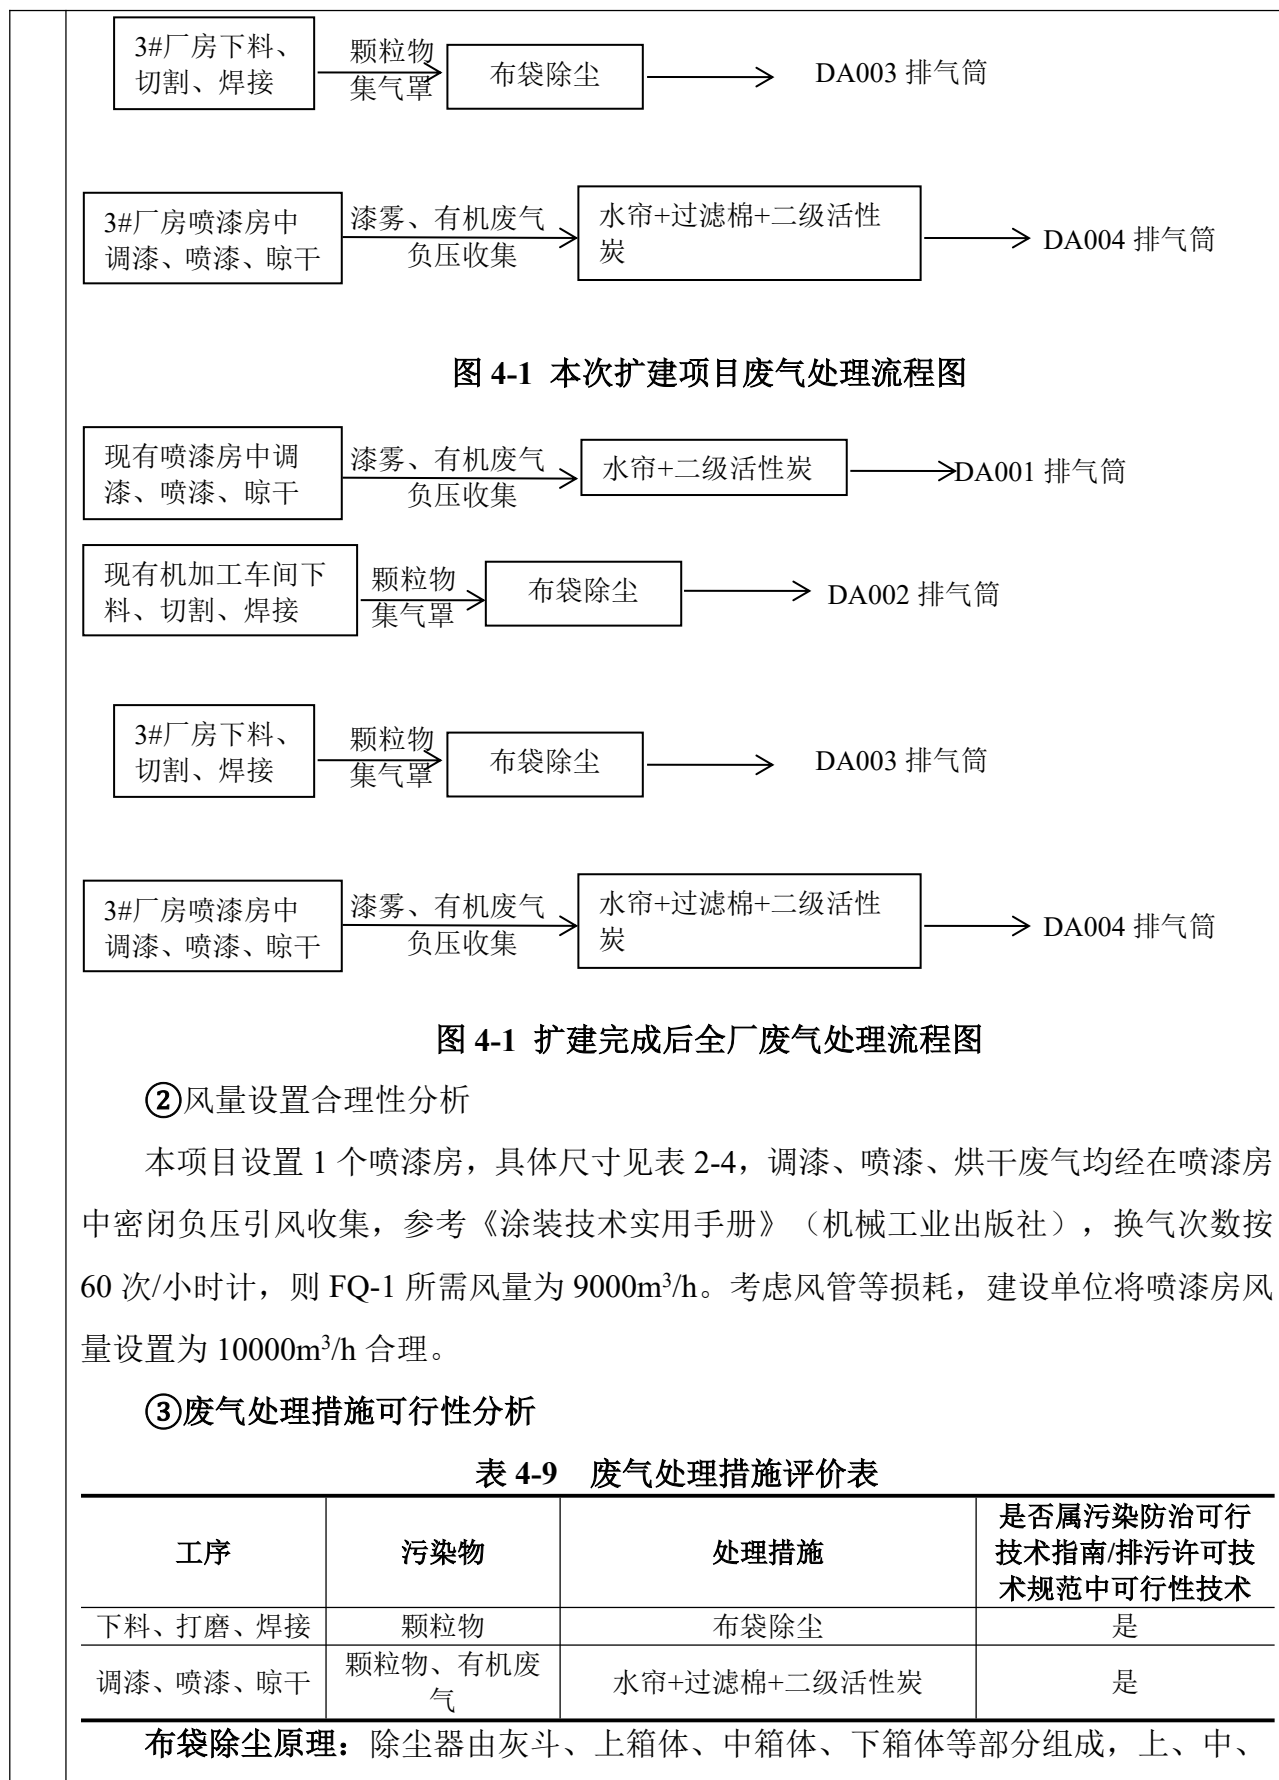 3#厂房下料、
切割、焊接
颗粒物
集气罩
布袋除尘
DA003 排气筒
3#厂房喷漆房中
调漆、喷漆、晾干
漆雾、有机废气
负压收集
水帘+过滤棉+二级活性
炭
DA004 排气筒
图 4-1 本次扩建项目废气处理流程图
现有喷漆房中调
漆、喷漆、晾干
漆雾、有机废气
负压收集
水帘+二级活性炭
DA001 排气筒
现有机加工车间下
料、切割、焊接
颗粒物
集气罩
布袋除尘
DA002 排气筒
3#厂房下料、
切割、焊接
颗粒物
集气罩
布袋除尘
DA003 排气筒
3#厂房喷漆房中
调漆、喷漆、晾干
漆雾、有机废气
负压收集
水帘+过滤棉+二级活性
炭
DA004 排气筒
图 4-1 扩建完成后全厂废气处理流程图
②风量设置合理性分析
本项目设置 1 个喷漆房，具体尺寸见表 2-4，调漆、喷漆、烘干废气均经在喷漆房
中密闭负压引风收集，参考《涂装技术实用手册》（机械工业出版社），换气次数按
60 次/小时计，则 FQ-1 所需风量为 9000m³/h。考虑风管等损耗，建设单位将喷漆房风
量设置为 10000m³/h 合理。
③废气处理措施可行性分析
表 4-9 废气处理措施评价表
工序
污染物
处理措施
是否属污染防治可行
技术指南/排污许可技
术规范中可行性技术
下料、打磨、焊接
颗粒物
布袋除尘
是
调漆、喷漆、晾干
颗粒物、有机废
气
水帘+过滤棉+二级活性炭
是
布袋除尘原理：除尘器由灰斗、上箱体、中箱体、下箱体等部分组成，上、中、